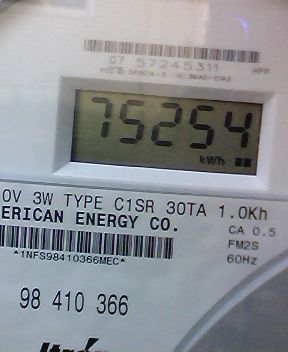 07 57245311
75254
kWh
0V 3W TYPE C1SR 30TA 1.0Kh
ERICAN ENERGY CO.
CA 0.5
FM2S
60Hz
*1NFS98410366MEC*
98 410 366
Itron